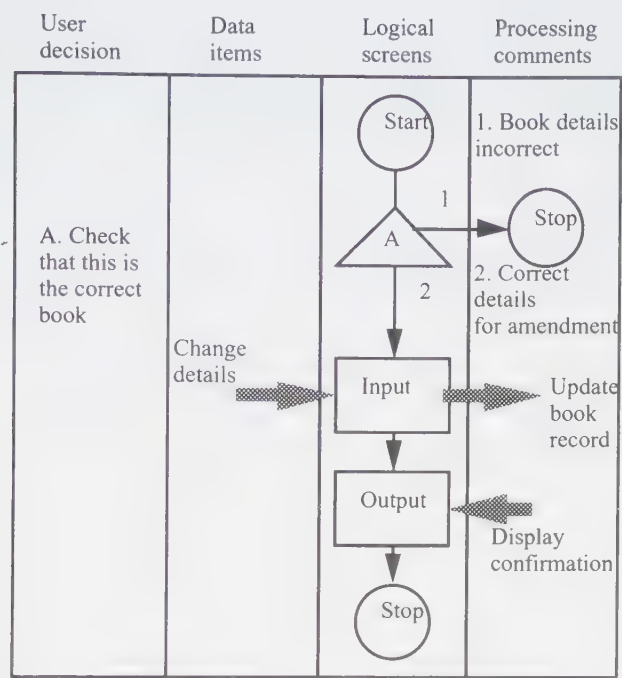 User
decision
Data
items
Logical
screens
Processing
comments
Start
1. Book details
incorrect
1
Stop
A
A. Check
that this is
the correct
book
2
2. Correct
details
for amendment
Change
details
Input
Update
book
record
Output
Display
confirmation
Stop